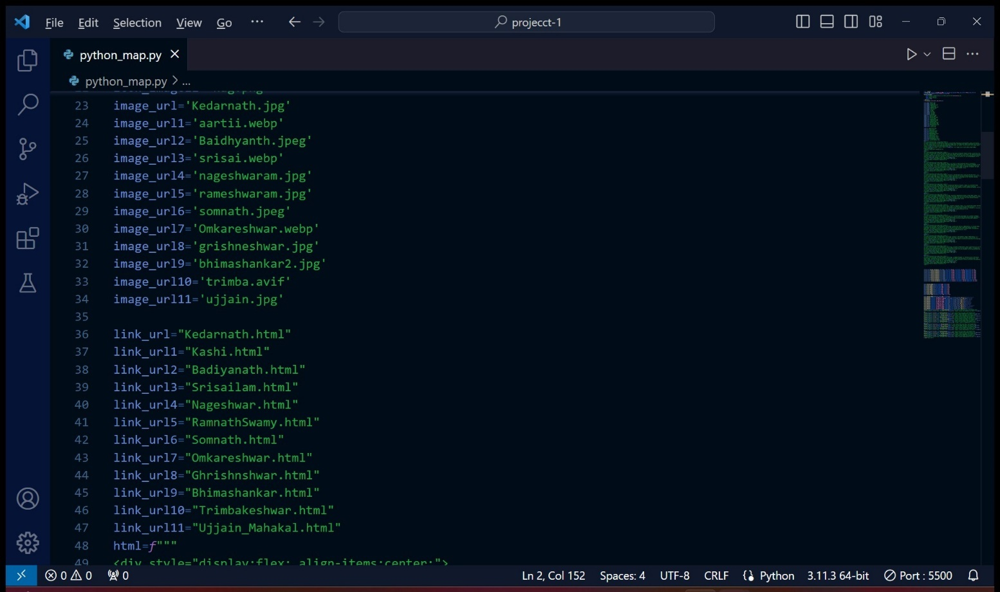 File Edit Selection View Go ··· projecct-1
python_map.py
python_map.py > ...
23 image_url='Kedarnath.jpg'
24 image_url1='aartii.webp'
25 image_url2='Baidhyanth.jpeg'
26 image_url3='srisai.webp'
27 image_url4='nageshwaram.jpg'
28 image_url5='rameshwaram.jpg'
29 image_url6='somnath.jpeg'
30 image_url7='Omkareshwar.webp'
31 image_url8='grishneshwar.jpg'
32 image_url9='bhimashankar2.jpg'
33 image_url10='trimba.avif'
34 image_url11='ujjain.jpg'
35
36 link_url="Kedarnath.html"
37 link_url1="Kashi.html"
38 link_url2="Badiyanath.html"
39 link_url3="Srisailam.html"
40 link_url4="Nageshwar.html"
41 link_url5="RamnathSwamy.html"
42 link_url6="Somnath.html"
43 link_url7="Omkareshwar.html"
44 link_url8="Ghrishnshwar.html"
45 link_url9="Bhimashankar.html"
46 link_url10="Trimbakeshwar.html"
47 link_url11="Ujjain_Mahakal.html"
48 html=f"""
49 <div style="display:flex; align-items:center;">
0 0 0 Ln 2, Col 152 Spaces: 4 UTF-8 CRLF Python 3.11.3 64-bit Port : 5500